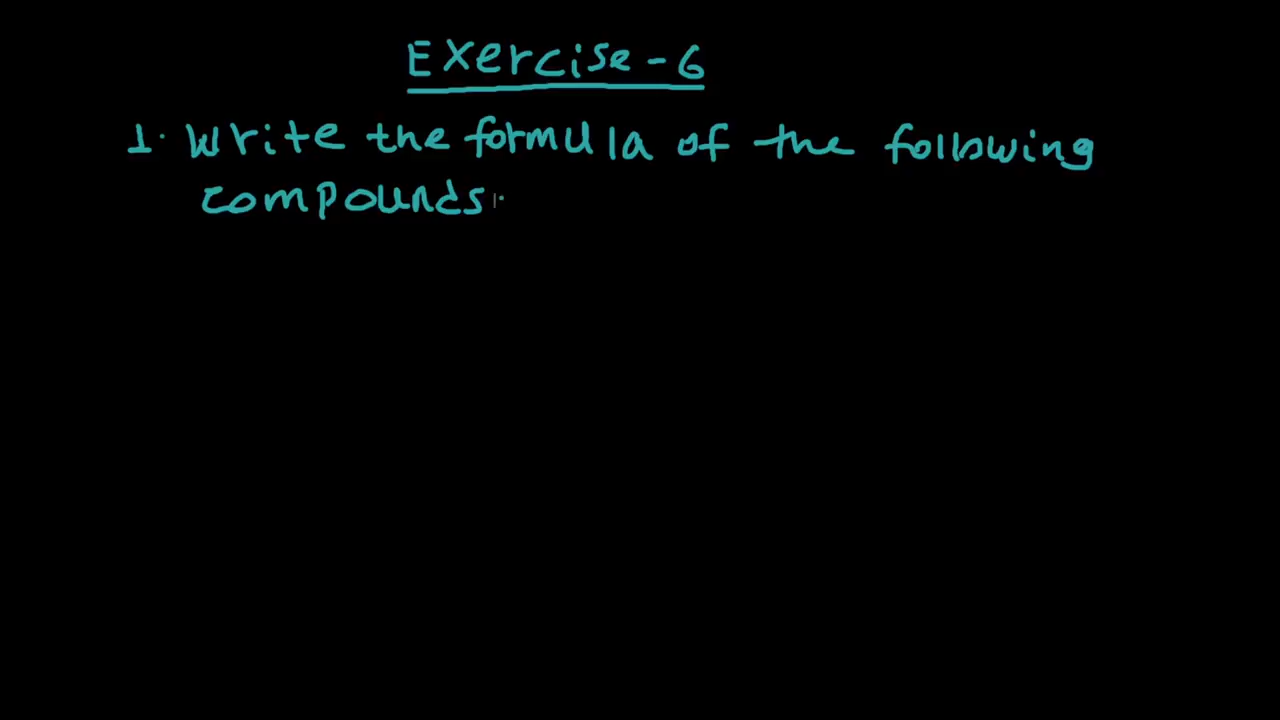 Exercise - 6
1. Write the formula of the following
compounds.